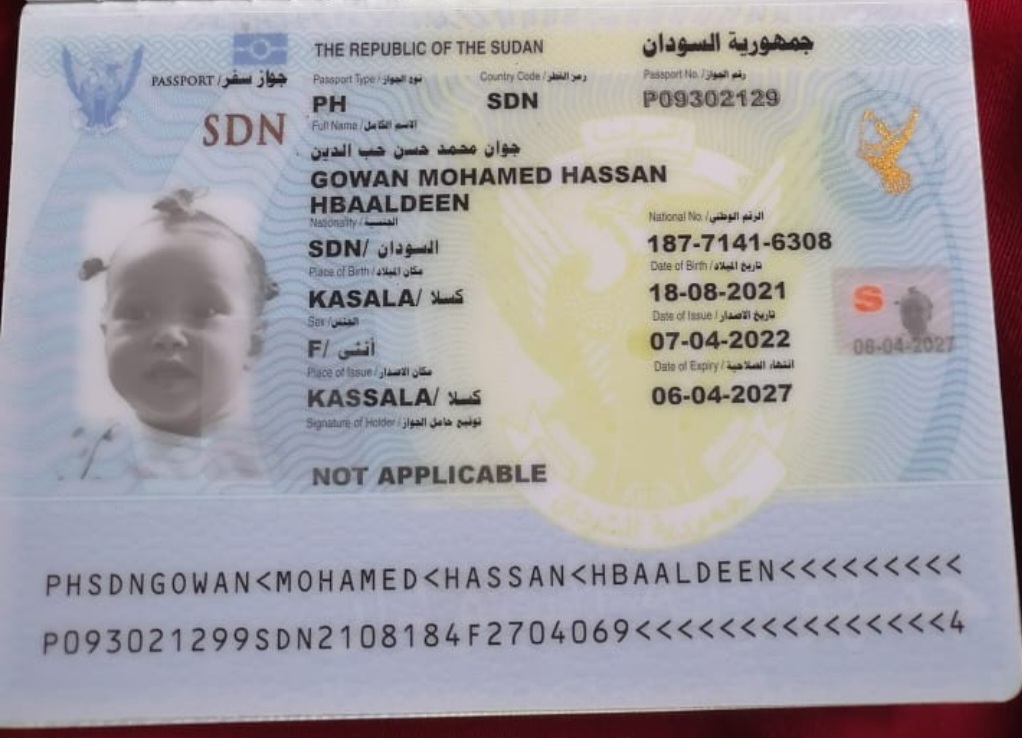 THE REPUBLIC OF THE SUDAN جمهورية السودان
PASSPORT / جواز سفر
Passport Type / نوع الجواز Country Code / رمز القطر Passport No. / رقم الجواز
PH SDN P09302129
SDN
Full Name / الاسم الكامل
جوان محمد حسن حب الدين
GOWAN MOHAMED HASSAN
HBAALDEEN
Nationality / الجنسية National No. / الرقم الوطني
SDN/ السودان 187-7141-6308
Place of Birth / مكان الميلاد Date of Birth / تاريخ الميلاد
KASALA/ كسلا 18-08-2021
Sex / الجنس Date of Issue / تاريخ الاصدار
F/ أنثى 07-04-2022
Place of Issue / مكان الاصدار Date of Expiry / انتهاء الصلاحية
KASSALA/ كسلا 06-04-2027
S
06-04-2027
Signature of Holder / توقيع حامل الجواز
NOT APPLICABLE
جمهورية السودان
PHSDNGOWAN<MOHAMED<HASSAN<HBAALDEEN<<<<<<<<<
P093021299SDN2108184F2704069<<<<<<<<<<<<<<<4